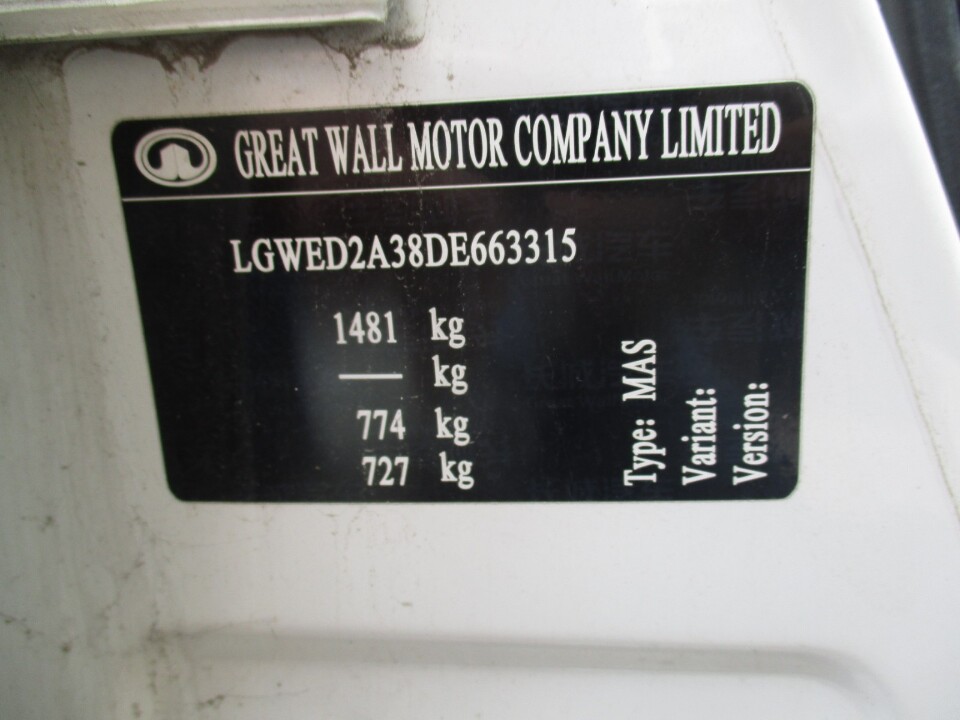 GREAT WALL MOTOR COMPANY LIMITED
LGWED2A38DE663315
1481 kg
—— kg
774 kg
727 kg
Type: MAS
Variant:
Version: